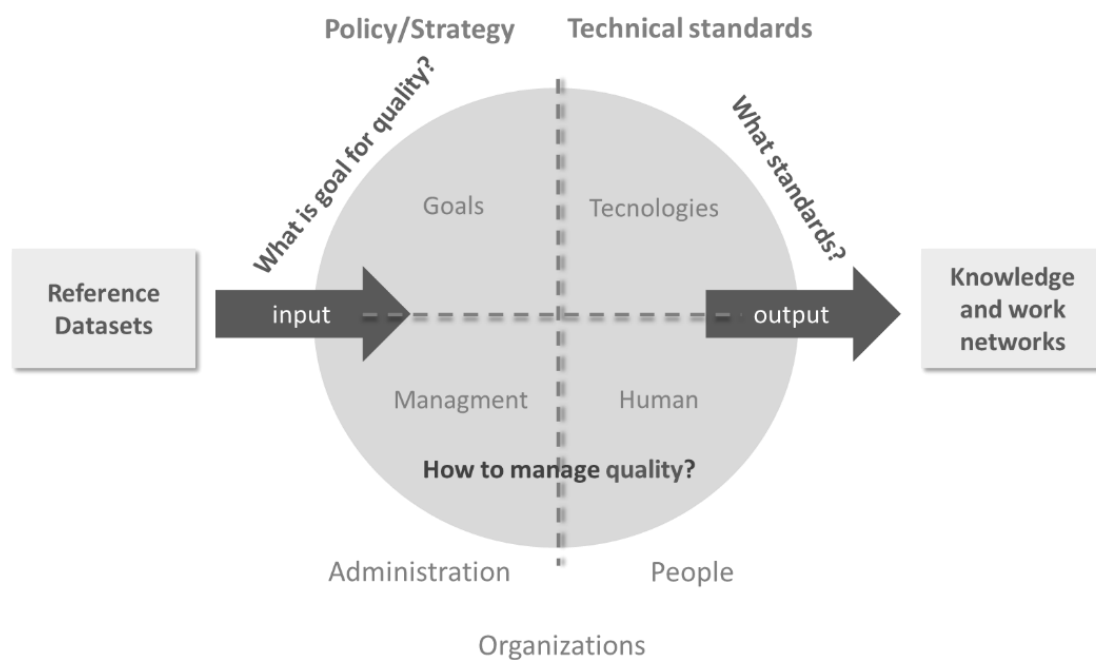 Policy/Strategy
Technical standards
What is goal for quality?
What standards?
Goals
Tecnologies
Reference
Datasets
input
output
Knowledge
and work
networks
Managment
Human
How to manage quality?
Administration
People
Organizations